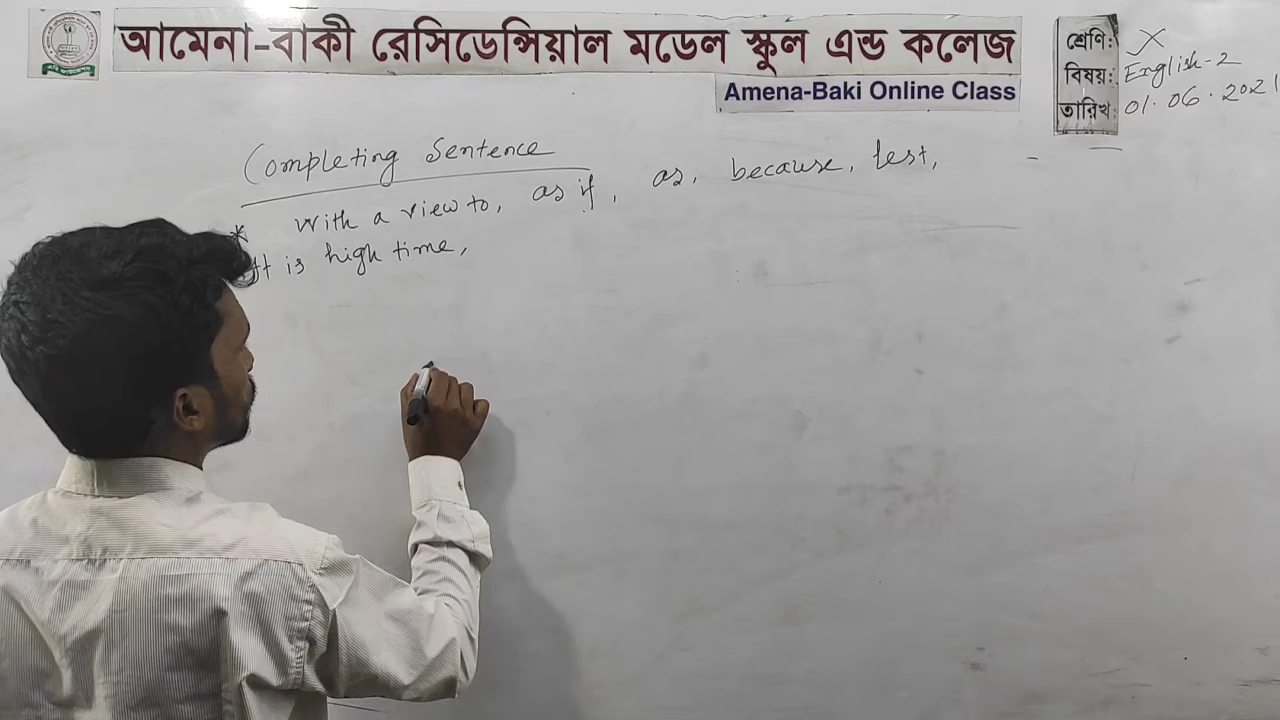 আমেনা-বাকী রেসিডেন্সিয়াল মডেল স্কুল এন্ড কলেজ
Amena-Baki Online Class
শ্রেণি: X
বিষয়: English-2
তারিখ: 01.06.2021
Completing Sentence
* With a view to, as if, as, because, lest,
It is high time,